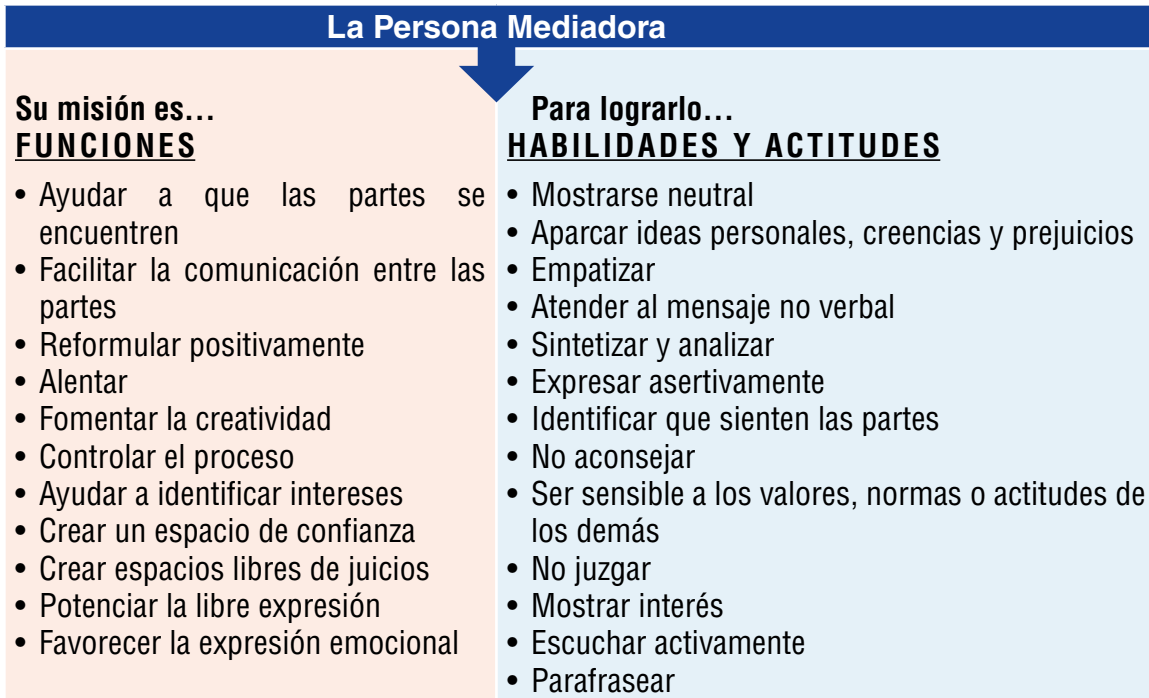 La Persona Mediadora
Su misión es...
FUNCIONES
• Ayudar a que las partes se
encuentren
• Facilitar la comunicación entre las
partes
• Reformular positivamente
• Alentar
• Fomentar la creatividad
• Controlar el proceso
• Ayudar a identificar intereses
• Crear un espacio de confianza
• Crear espacios libres de juicios
• Potenciar la libre expresión
• Favorecer la expresión emocional
Para lograrlo...
HABILIDADES Y ACTITUDES
• Mostrarse neutral
• Aparcar ideas personales, creencias y prejuicios
• Empatizar
• Atender al mensaje no verbal
• Sintetizar y analizar
• Expresar asertivamente
• Identificar que sienten las partes
• No aconsejar
• Ser sensible a los valores, normas o actitudes de
los demás
• No juzgar
• Mostrar interés
• Escuchar activamente
• Parafrasear